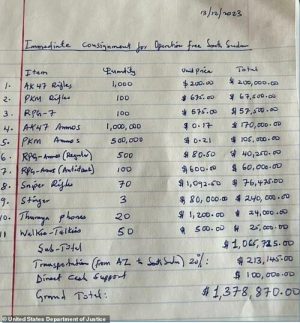 13/12/2023
Immediate Consignment for Operation free South Sudan
Item Quantity Unit Price Total
1. AK47 Rifles 1,000 $ 200.00 $ 200,000.00
2. PKM Rifles 100 $ 675.00 $ 67,500.00
3. RPG-7 100 $ 575.00 $ 57,500.00
4. AK47 Ammos 1,000,000 $ 0.17 $ 170,000.00
5. PKM Ammos 500,000 $ 0.21 $ 105,000.00
6. RPG-Ammos (Regular) 500 $ 80.50 $ 40,250.00
7. RPG-Ammos (Antitank) 100 $ 600.00 $ 60,000.00
8. Sniper Rifles 70 $ 1,092.50 $ 76,475.00
9. Stinger 3 $ 80,000.00 $ 240,000.00
10. Thuraya phones 20 $ 1,200.00 $ 24,000.00
11 Walkie-Talkies 50 $ 500.00 $ 25,000.00
Sub-Total $ 1,065,725.00
Transportation (from AZ to South Sudan) 20%: $ 213,145.00
Direct Cash Support $ 100,000.00
Grand Total: $ 1,378,870.00
© United States Department of Justice